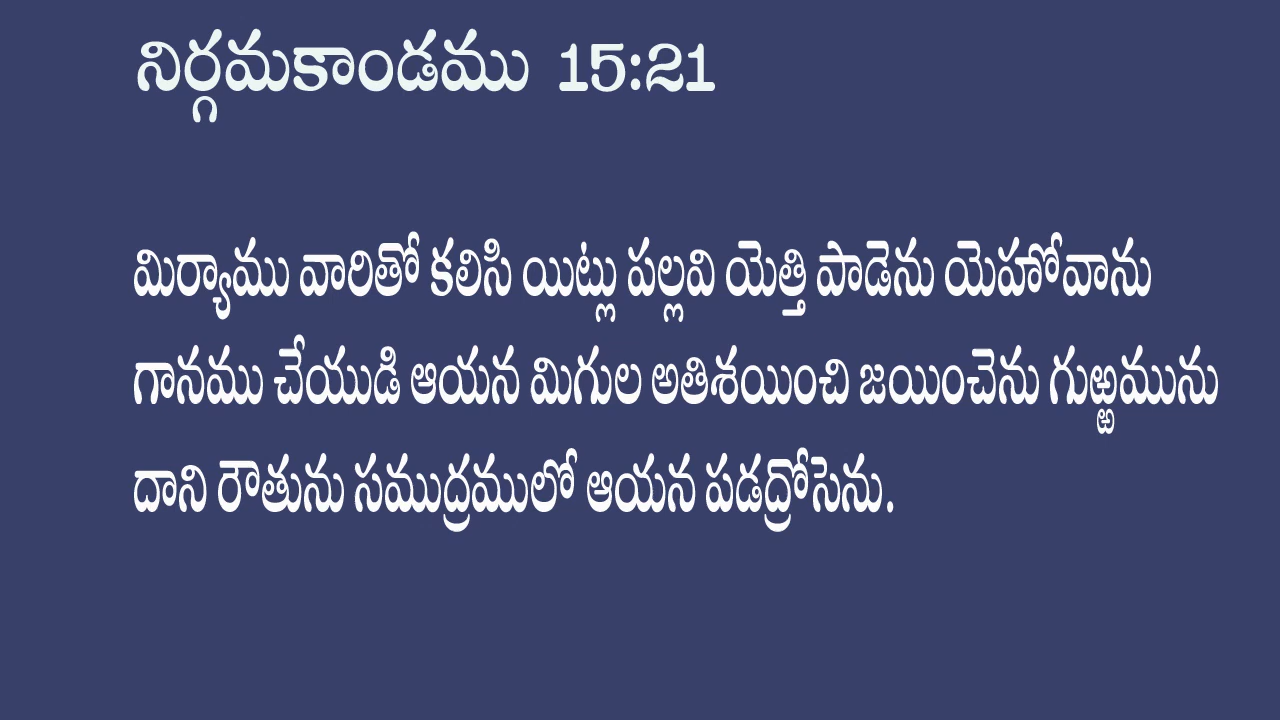 నిర్గమకాండము 15:21
మిర్యాము వారితో కలిసి యిట్లు పల్లవి యెత్తి పాడెను యెహోవాను
గానము చేయుడి ఆయన మిగుల అతిశయించి జయించెను గుఱ్ఱమును
దాని రౌతును సముద్రములో ఆయన పడద్రోసెను.